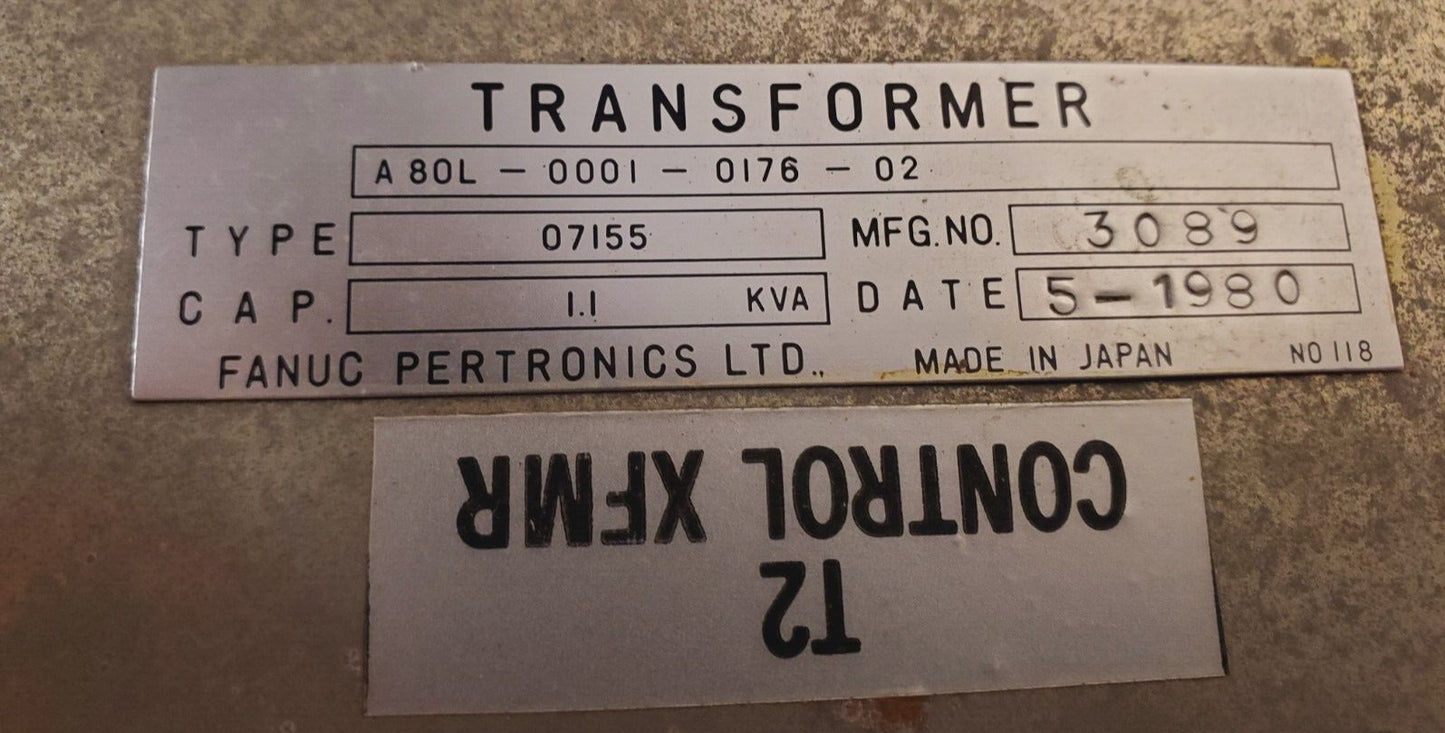 TRANSFORMER
A80L - 0001 - 0176 - 02
TYPE 07155 MFG.NO. 3089
CAP. 1.1 KVA DATE 5-1980
FANUC PERTRONICS LTD., MADE IN JAPAN NO 118
T2
CONTROL XFMR